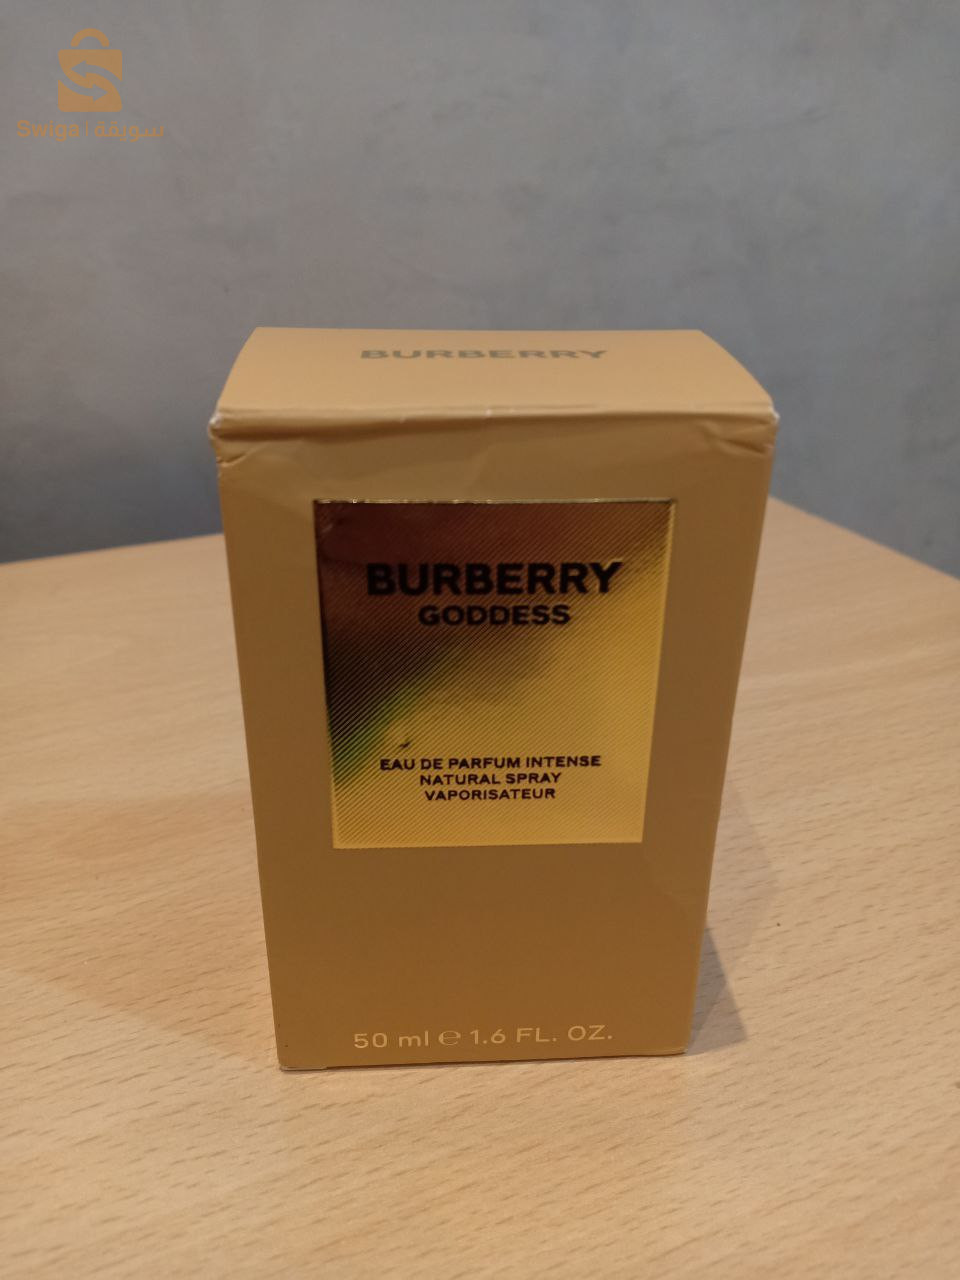 Swiga | سويقة
BURBERRY
BURBERRY
GODDESS
EAU DE PARFUM INTENSE
NATURAL SPRAY
VAPORISATEUR
50 ml ℮ 1.6 FL. OZ.